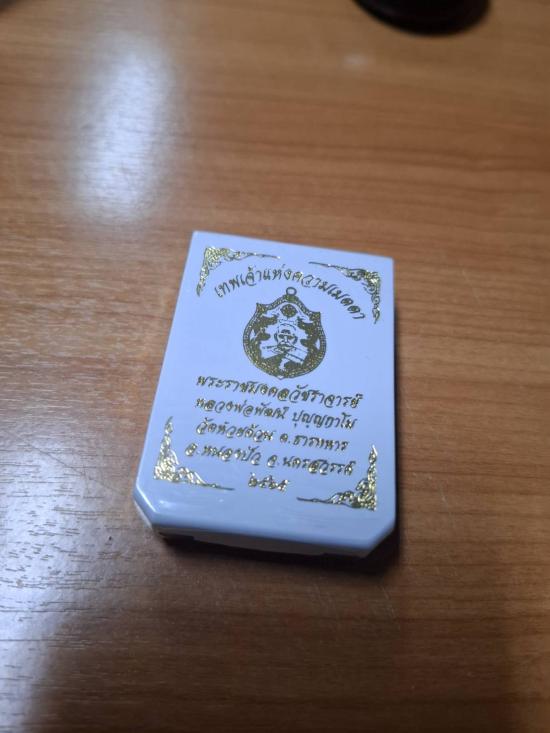 เทพเจ้าแห่งความเมตตา
พระราชมงคลวัชราจารย์
หลวงพ่อพัฒน์ ปุญฺญกาโม
วัดห้วยด้วน ต.ธารทหาร
อ.หนองบัว จ.นครสวรรค์